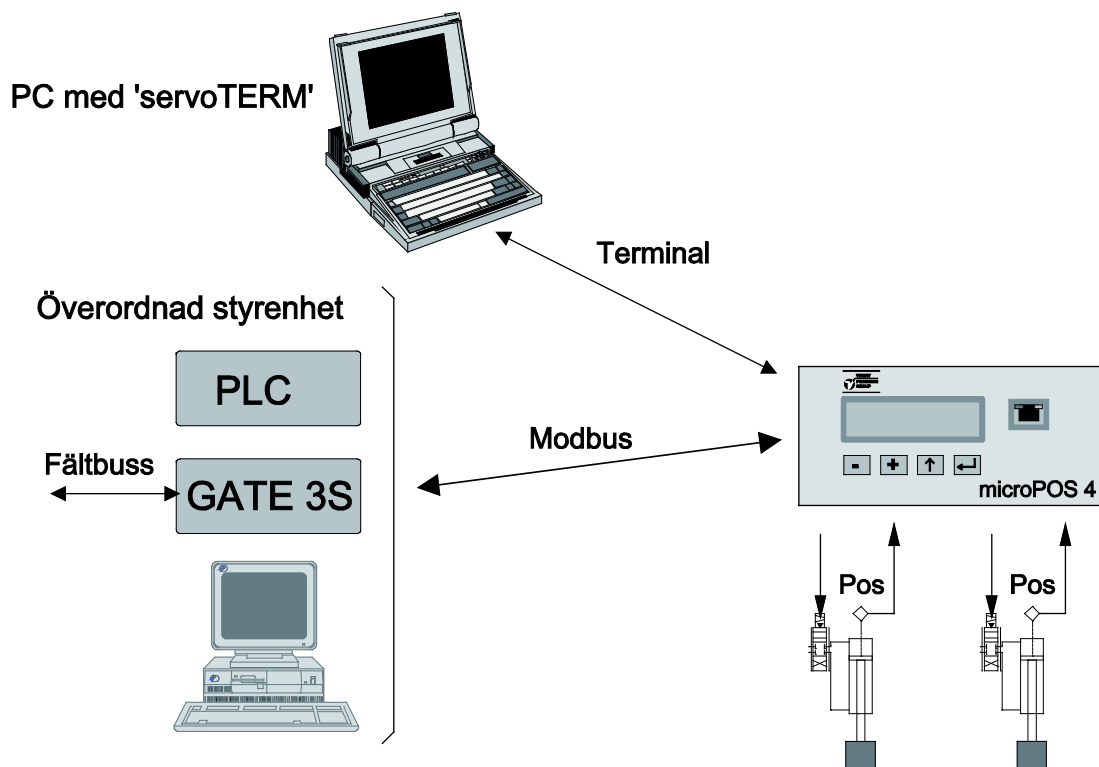 PC med 'servoTERM'
Terminal
Överordnad styrenhet
PLC
Modbus
Fältbuss
GATE 3S
- + ↑ ↵
microPOS 4
Pos
Pos